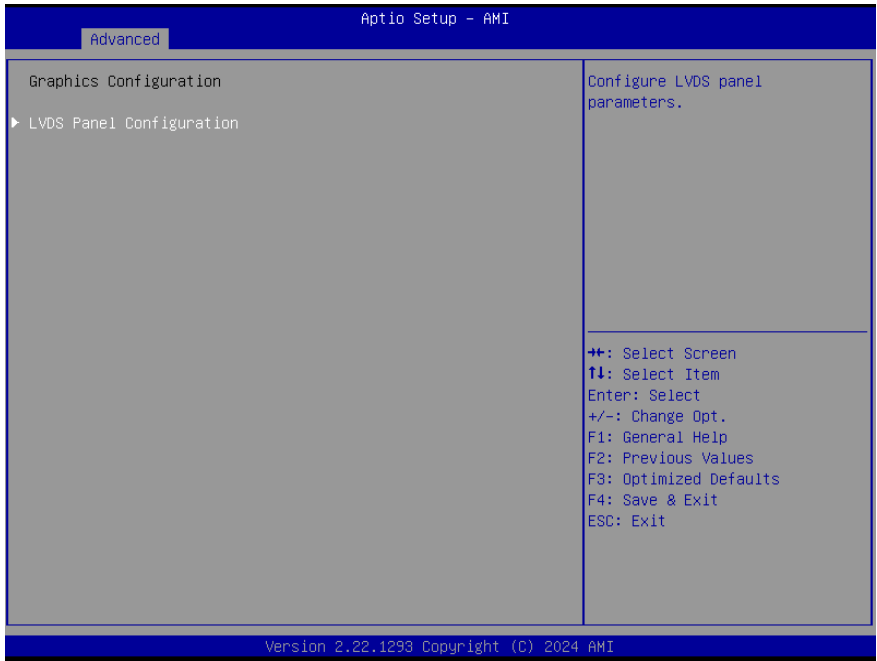 Aptio Setup – AMI
Advanced
Graphics Configuration
▶ LVDS Panel Configuration
Configure LVDS panel
parameters.
→←: Select Screen
↑↓: Select Item
Enter: Select
+/-: Change Opt.
F1: General Help
F2: Previous Values
F3: Optimized Defaults
F4: Save & Exit
ESC: Exit
Version 2.22.1293 Copyright (C) 2024 AMI